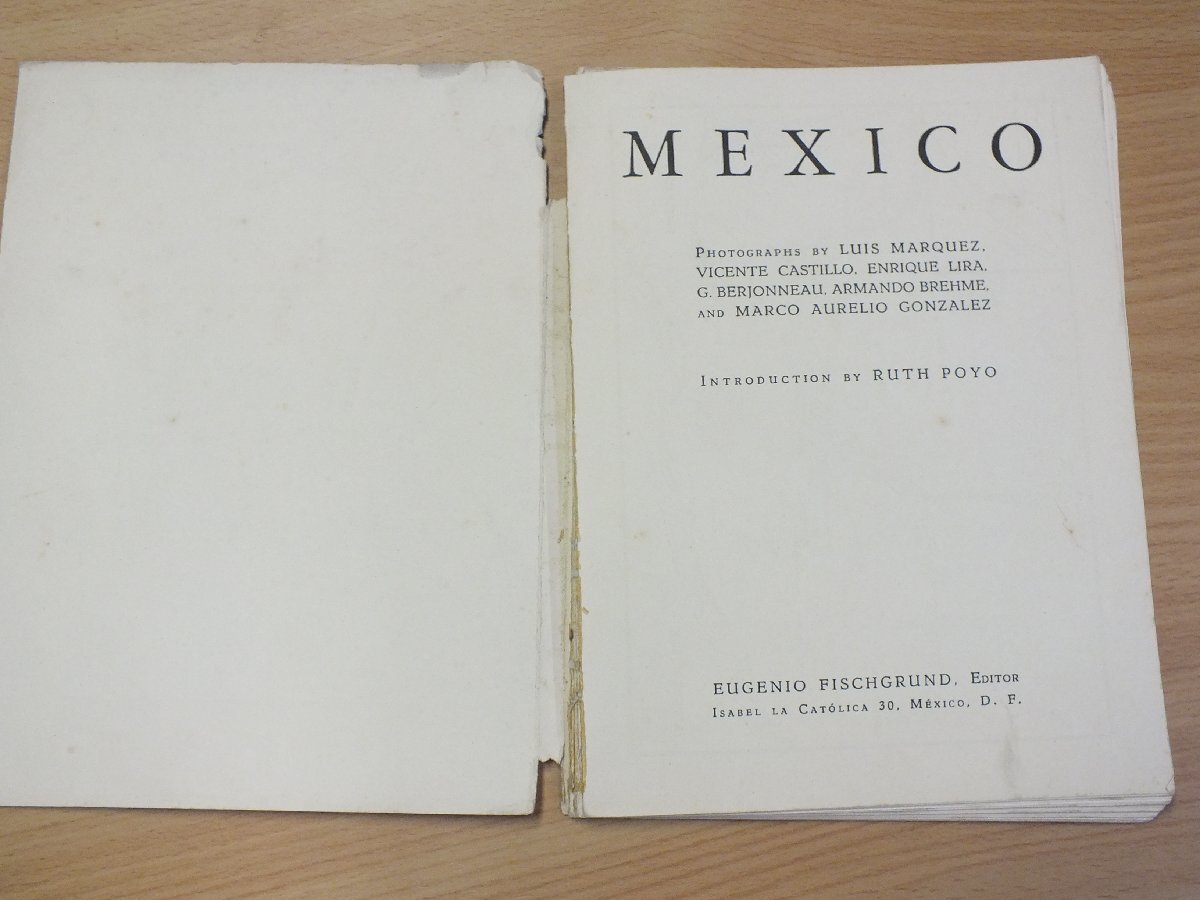 MEXICO
PHOTOGRAPHS BY LUIS MARQUEZ,
VICENTE CASTILLO, ENRIQUE LIRA,
G. BERJONNEAU, ARMANDO BREHME,
AND MARCO AURELIO GONZALEZ
INTRODUCTION BY RUTH POYO
EUGENIO FISCHGRUND, EDITOR
ISABEL LA CATÓLICA 30, MÉXICO, D. F.